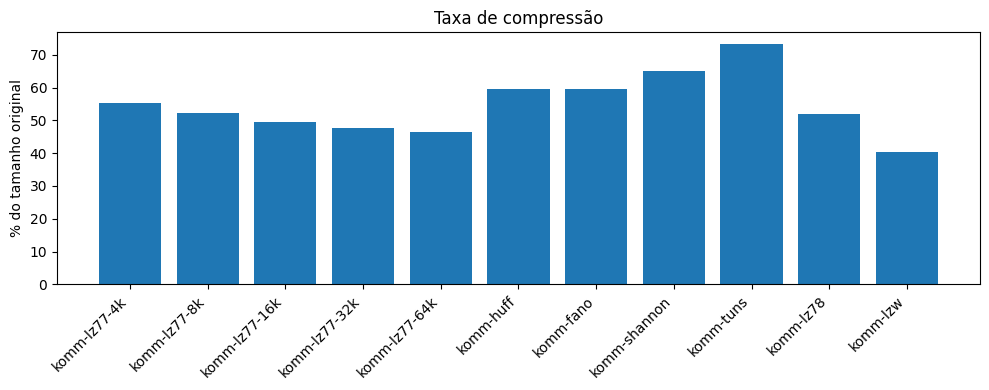 Taxa de compressão
% do tamanho original
70
60
50
40
30
20
10
0
komm-lz77-4k
komm-lz77-8k
komm-lz77-16k
komm-lz77-32k
komm-lz77-64k
komm-huff
komm-fano
komm-shannon
komm-tuns
komm-lz78
komm-lzw